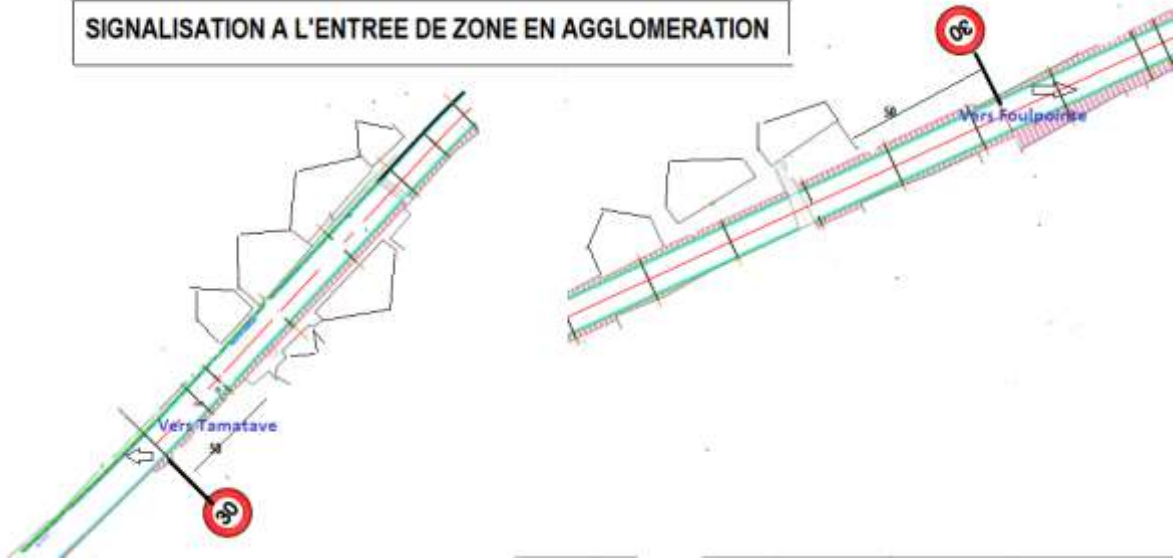 SIGNALISATION A L'ENTREE DE ZONE EN AGGLOMERATION
30
50
Vers Foulpointe
Vers Tamatave
50
30